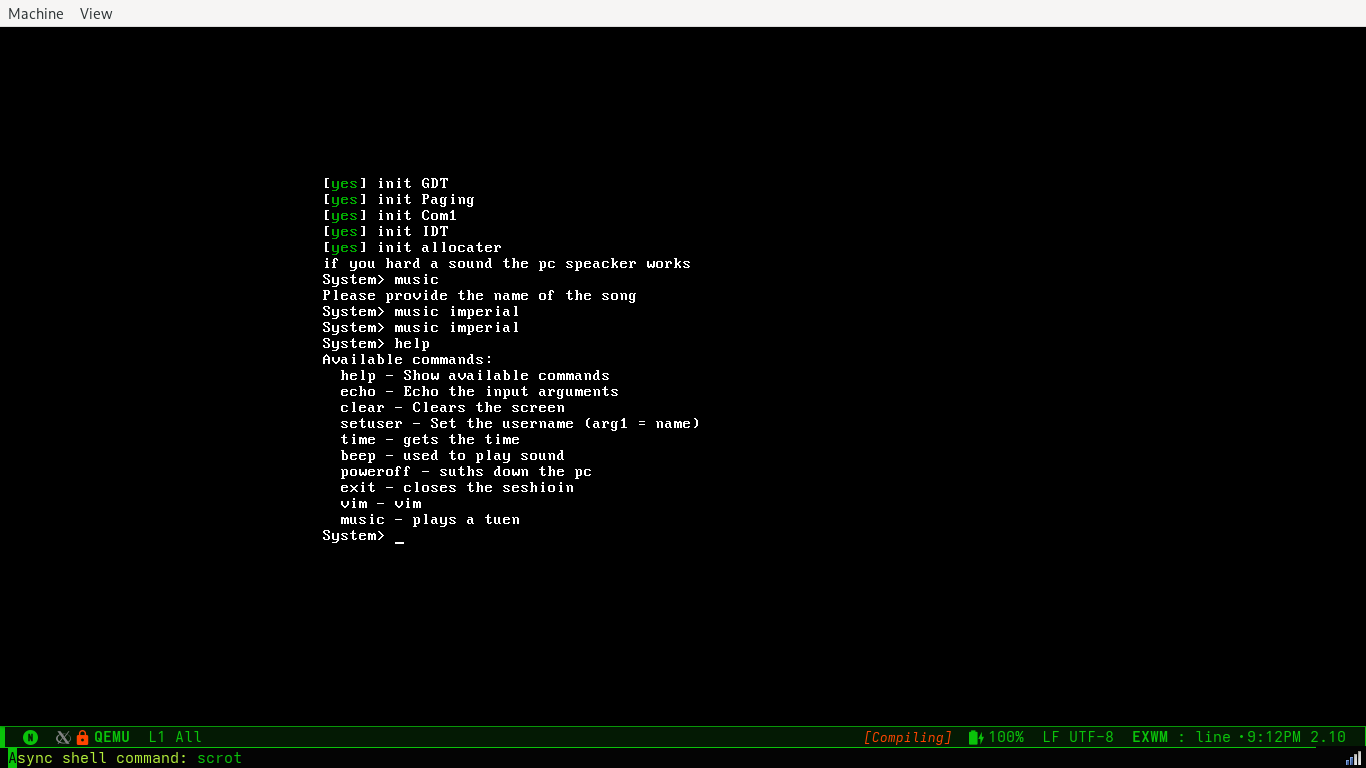 Machine View
[yes] init GDT
[yes] init Paging
[yes] init Com1
[yes] init IDT
[yes] init allocater
if you hard a sound the pc speacker works
System> music
Please provide the name of the song
System> music imperial
System> music imperial
System> help
Available commands:
help - Show available commands
echo - Echo the input arguments
clear - Clears the screen
setuser - Set the username (arg1 = name)
time - gets the time
beep - used to play sound
poweroff - suths down the pc
exit - closes the seshioin
vim - vim
music - plays a tuen
System> _
N QEMU L1 All [Compiling] 100% LF UTF-8 EXWM : line •9:12PM 2.10
Async shell command: scrot